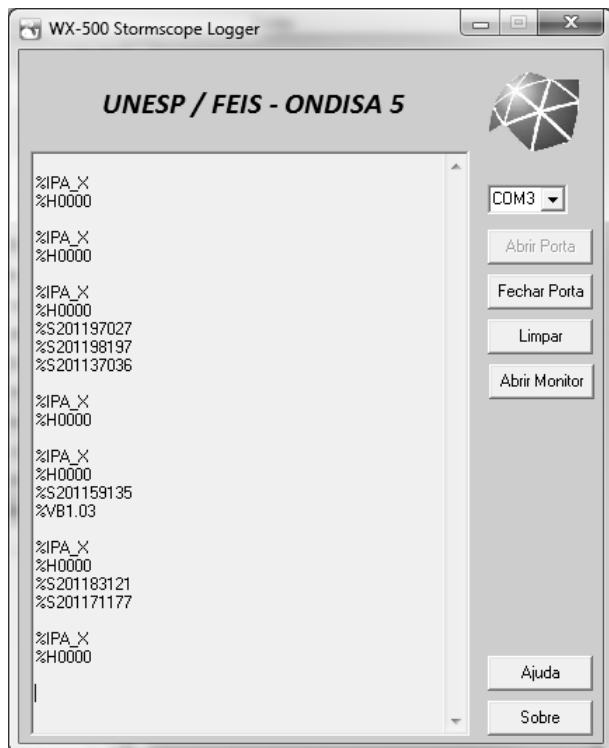 WX-500 Stormscope Logger
UNESP / FEIS - ONDISA 5
%IPA_X
%H0000
%IPA_X
%H0000
%IPA_X
%H0000
%S201197027
%S201198197
%S201137036
%IPA_X
%H0000
%IPA_X
%H0000
%S201159135
%VB1.03
%IPA_X
%H0000
%S201183121
%S201171177
%IPA_X
%H0000
COM3
Abrir Porta
Fechar Porta
Limpar
Abrir Monitor
Ajuda
Sobre